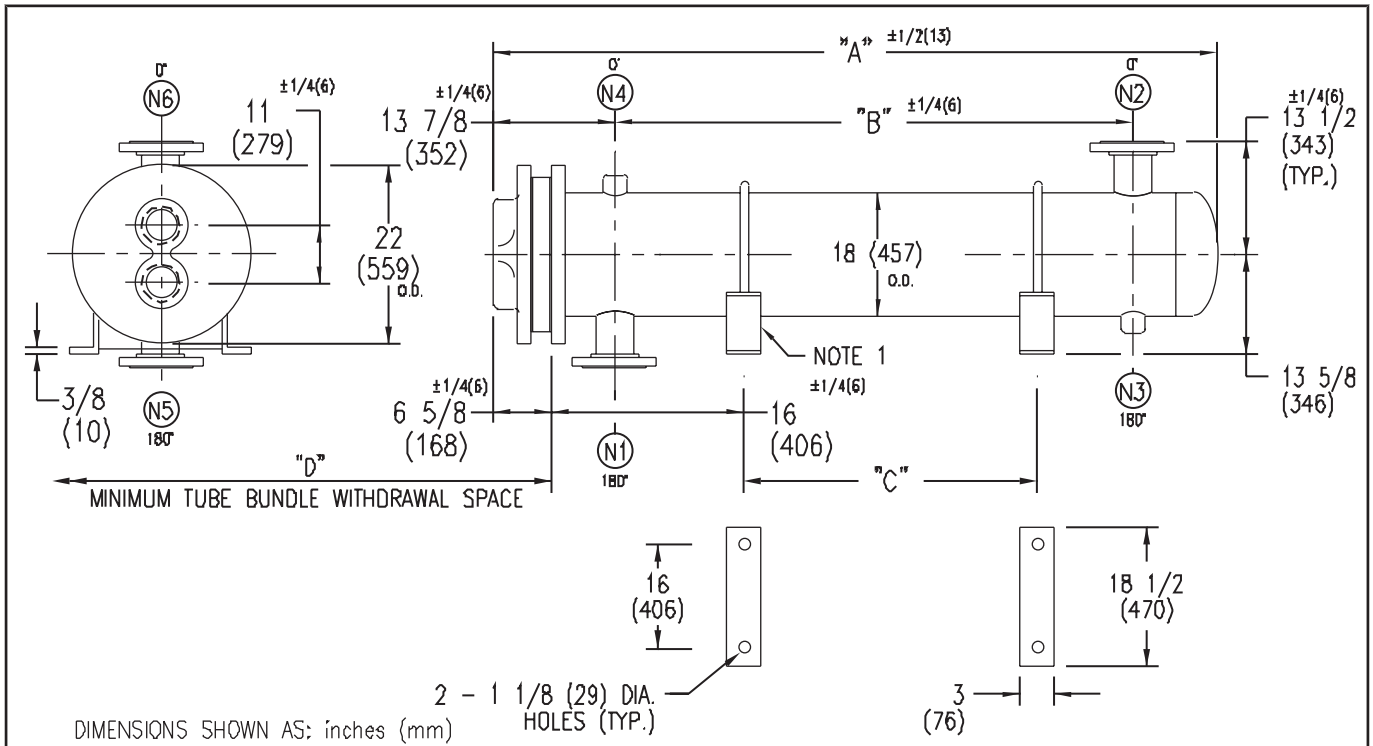 "A" ±1/2(13)
0°
N6
±1/4(6)
11
(279)
±1/4(6)
13 7/8
(352)
0°
N4
"B" ±1/4(6)
0°
N2
±1/4(6)
13 1/2
(343)
(TYP.)
22
(559)
O.D.
18 (457)
O.D.
NOTE 1
3/8
(10)
N5
180°
±1/4(6)
6 5/8
(168)
N1
180°
±1/4(6)
16
(406)
N3
180°
13 5/8
(346)
"D"
MINIMUM TUBE BUNDLE WITHDRAWAL SPACE
"C"
16
(406)
18 1/2
(470)
2 - 1 1/8 (29) DIA.
HOLES (TYP.)
3
(76)
DIMENSIONS SHOWN AS: inches (mm)